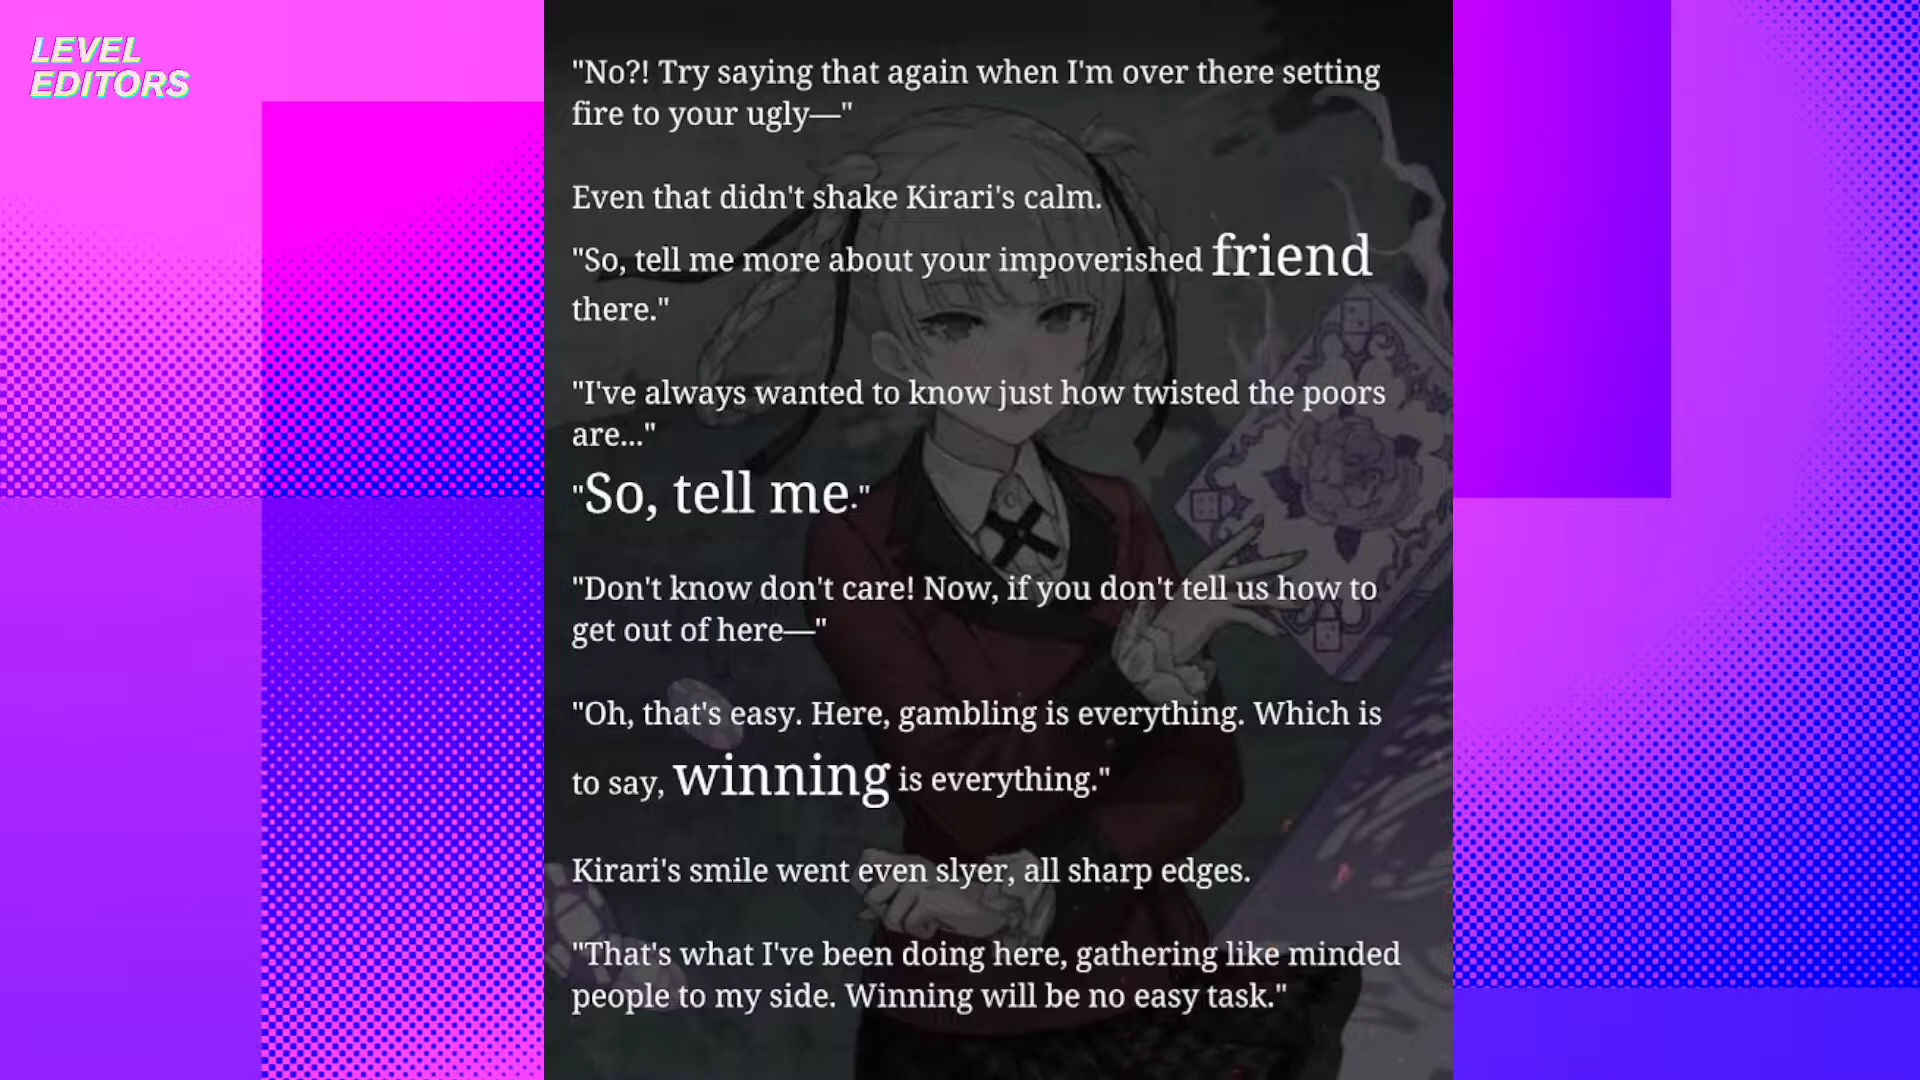 LEVEL
EDITORS
"No?! Try saying that again when I'm over there setting
fire to your ugly—"
Even that didn't shake Kirari's calm.
"So, tell me more about your impoverished friend
there."
"I've always wanted to know just how twisted the poors
are..."
"So, tell me."
"Don't know don't care! Now, if you don't tell us how to
get out of here—"
"Oh, that's easy. Here, gambling is everything. Which is
to say, winning is everything."
Kirari's smile went even slyer, all sharp edges.
"That's what I've been doing here, gathering like minded
people to my side. Winning will be no easy task."